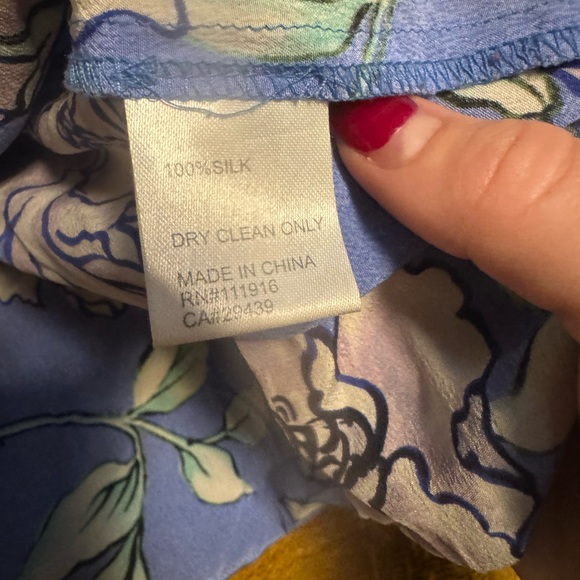 100%SILK
DRY CLEAN ONLY
MADE IN CHINA
RN#111916
CA#29439